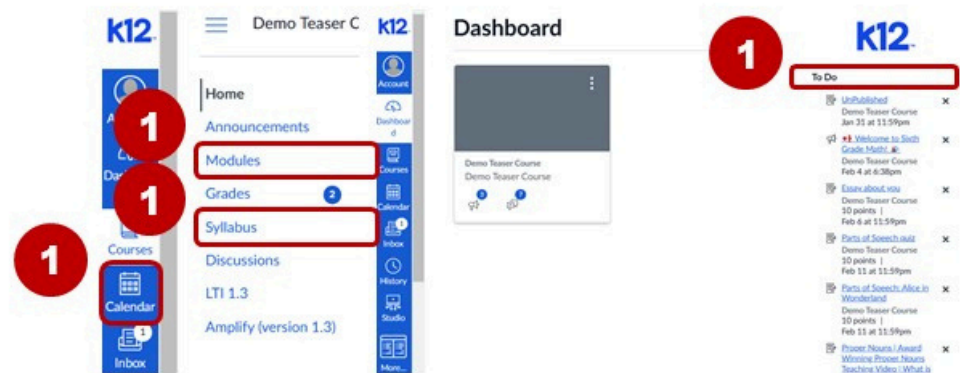 K12
1
1
1
Courses
Calendar
1
Inbox
Demo Teaser C
Home
Announcements
Modules
Grades 2
Syllabus
Discussions
LTI 1.3
Amplify (version 1.3)
K12
Account
Dashboar
d
Courses
Calendar
1
Inbox
History
Studio
More...
Dashboard
Demo Teaser Course
Demo Teaser Course
1
K12
To Do
UnPublished
Demo Teaser Course
Jan 31 at 11:59pm
Welcome to Sixth
Grade Math!
Demo Teaser Course
Feb 4 at 6:38pm
Essay about you
Demo Teaser Course
10 points |
Feb 6 at 11:59pm
Parts of Speech quiz
Demo Teaser Course
10 points |
Feb 11 at 11:59pm
Parts of Speech: Alice in
Wonderland
Demo Teaser Course
10 points |
Feb 11 at 11:59pm
Proper Nouns | Award
Winning Proper Nouns
Teaching Video | What is